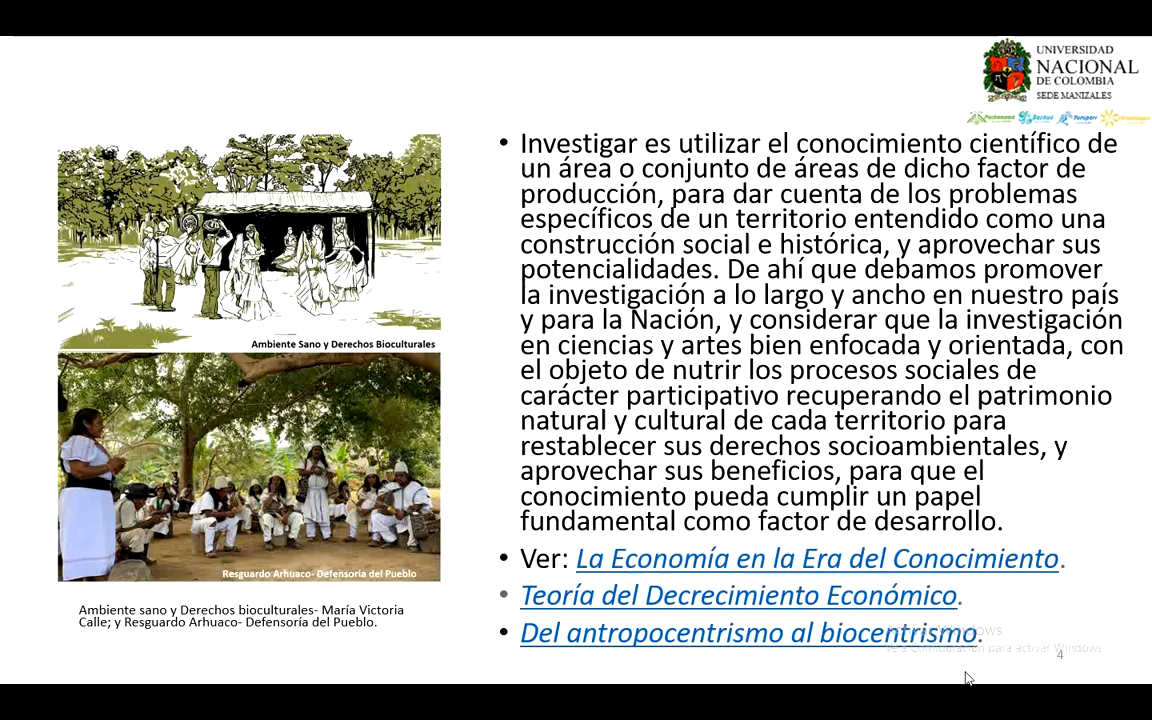 UNIVERSIDAD
NACIONAL
DE COLOMBIA
SEDE MANIZALES
• Investigar es utilizar el conocimiento científico de
un área o conjunto de áreas de dicho factor de
producción, para dar cuenta de los problemas
específicos de un territorio entendido como una
construcción social e histórica, y aprovechar sus
potencialidades. De ahí que debamos promover
la investigación a lo largo y ancho en nuestro país
y para la Nación, y considerar que la investigación
en ciencias y artes bien enfocada y orientada, con
el objeto de nutrir los procesos sociales de
carácter participativo recuperando el patrimonio
natural y cultural de cada territorio para
restablecer sus derechos socioambientales, y
aprovechar sus beneficios, para que el
conocimiento pueda cumplir un papel
fundamental como factor de desarrollo.
• Ver: La Economía en la Era del Conocimiento.
• Teoría del Decrecimiento Económico.
• Del antropocentrismo al biocentrismo.
Ambiente Sano y Derechos Bioculturales
Resguardo Arhuaco- Defensoría del Pueblo
Ambiente sano y Derechos bioculturales- María Victoria
Calle; y Resguardo Arhuaco- Defensoría del Pueblo.
para activar Windows
4